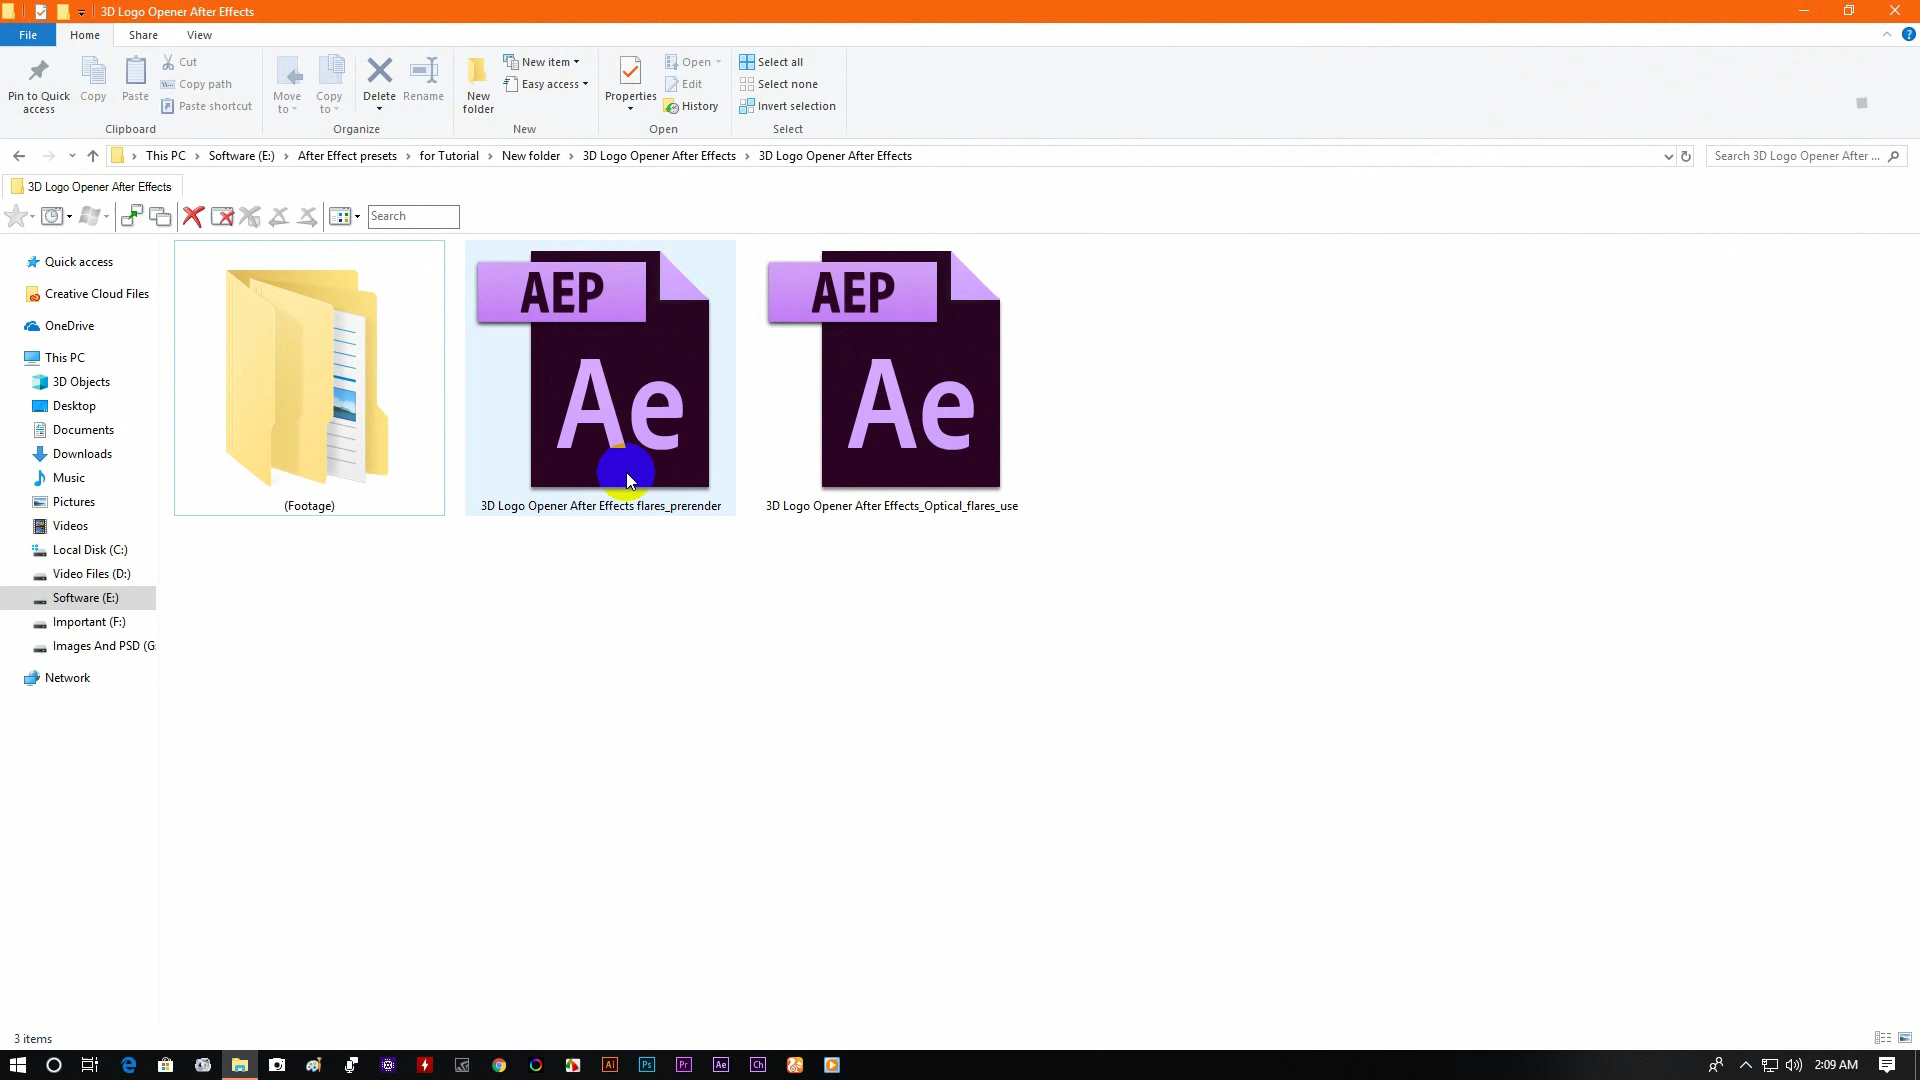 3D Logo Opener After Effects
File Home Share View
Pin to Quick access
Copy
Paste
Cut
Copy path
Paste shortcut
Clipboard
Move to
Copy to
Delete
Rename
Organize
New folder
New item
Easy access
New
Properties
Open
Edit
History
Open
Select all
Select none
Invert selection
Select
This PC > Software (E:) > After Effect presets > for Tutorial > New folder > 3D Logo Opener After Effects > 3D Logo Opener After Effects
Search 3D Logo Opener After ...
3D Logo Opener After Effects
Search
Quick access
Creative Cloud Files
OneDrive
This PC
3D Objects
Desktop
Documents
Downloads
Music
Pictures
Videos
Local Disk (C:)
Video Files (D:)
Software (E:)
Important (F:)
Images And PSD (G:
Network
(Footage)
AEP
Ae
3D Logo Opener After Effects flares_prerender
AEP
Ae
3D Logo Opener After Effects_Optical_flares_use
3 items
Ai Ps Pr Ae Ch
2:09 AM